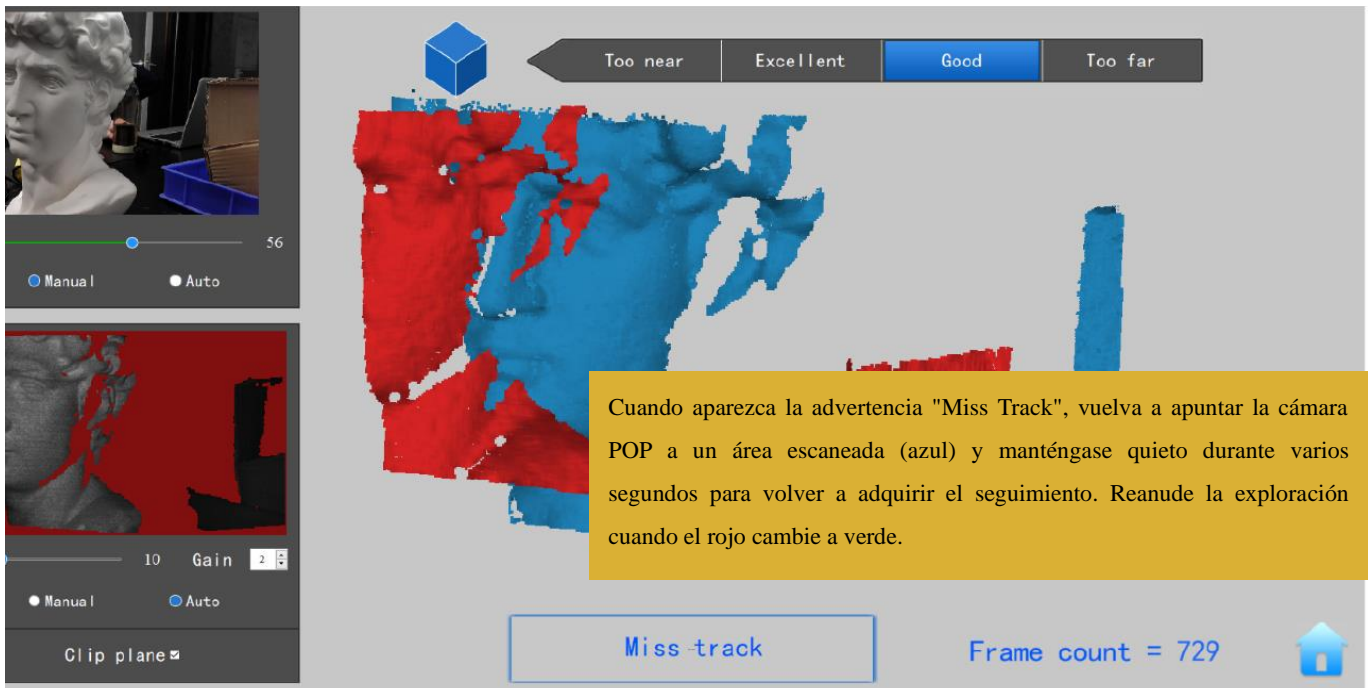 Too near
Excellent
Good
Too far
56
Manual
Auto
10
Gain
2
Manual
Auto
Clip plane
Cuando aparezca la advertencia "Miss Track", vuelva a apuntar la cámara
POP a un área escaneada (azul) y manténgase quieto durante varios
segundos para volver a adquirir el seguimiento. Reanude la exploración
cuando el rojo cambie a verde.
Miss track
Frame count = 729